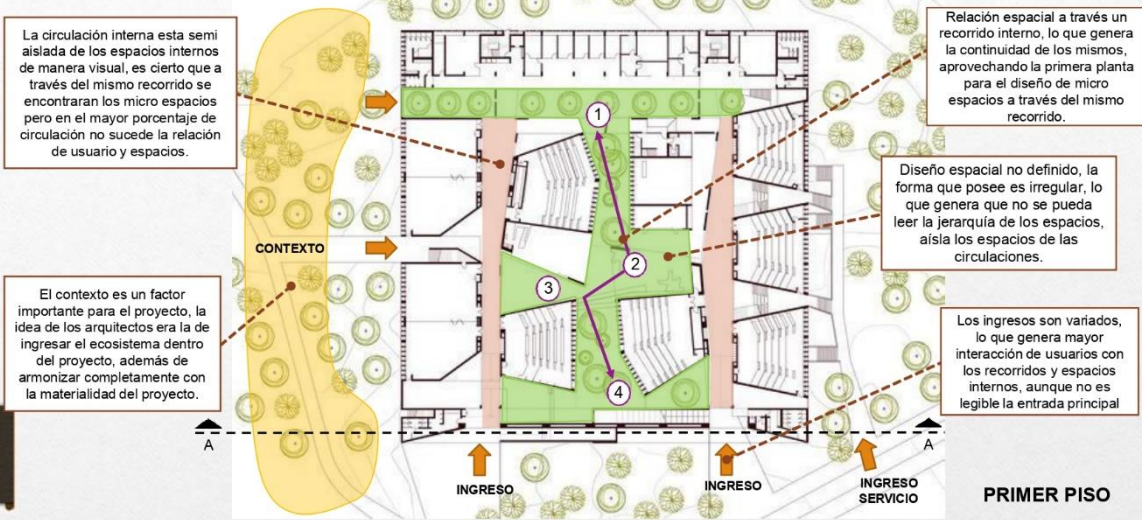 La circulación interna esta semi
aislada de los espacios internos
de manera visual, es cierto que a
través del mismo recorrido se
encontraran los micro espacios
pero en el mayor porcentaje de
circulación no sucede la relación
de usuario y espacios.
Relación espacial a través un
recorrido interno, lo que genera
la continuidad de los mismos,
aprovechando la primera planta
para el diseño de micro
espacios a través del mismo
recorrido.
1
Diseño espacial no definido, la
forma que posee es irregular, lo
que genera que no se pueda
leer la jerarquía de los espacios,
aísla los espacios de las
circulaciones.
CONTEXTO
2
3
El contexto es un factor
importante para el proyecto, la
idea de los arquitectos era la de
ingresar el ecosistema dentro
del proyecto, además de
armonizar completamente con
la materialidad del proyecto.
Los ingresos son variados,
lo que genera mayor
interacción de usuarios con
los recorridos y espacios
internos, aunque no es
legible la entrada principal
4
A
A
INGRESO
INGRESO
INGRESO
SERVICIO
PRIMER PISO